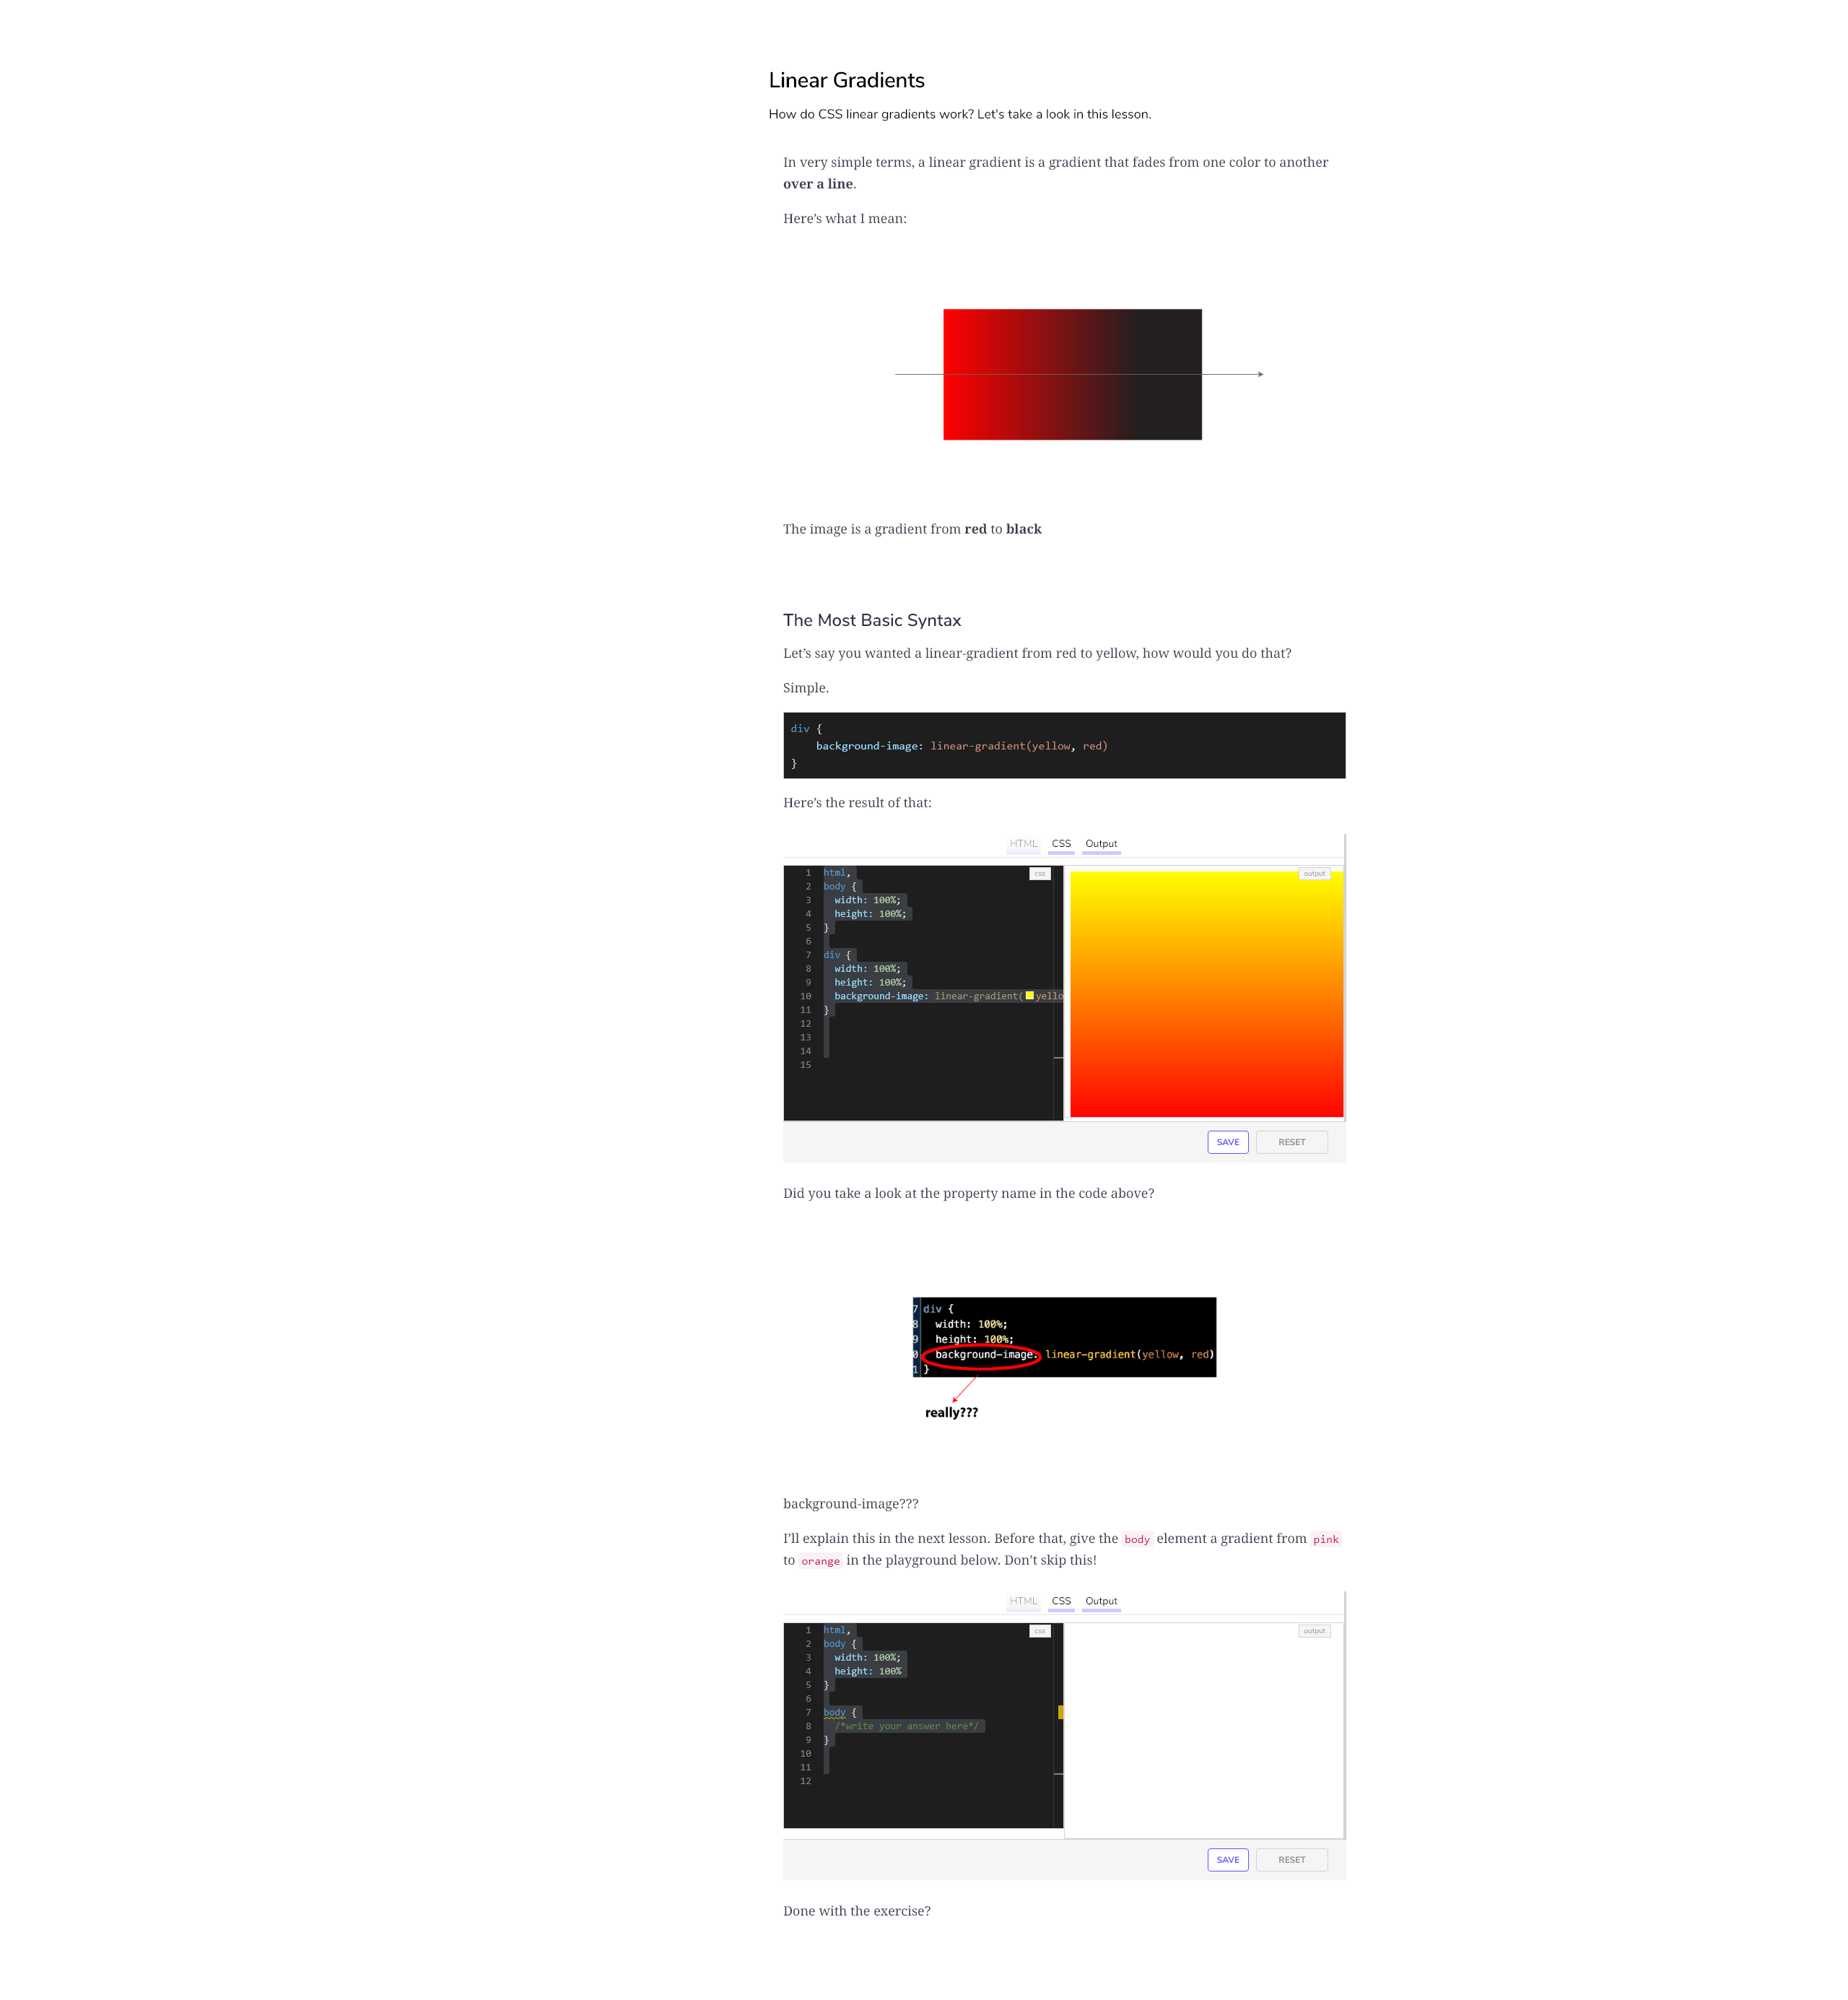 Linear Gradients
How do CSS linear gradients work? Let's take a look in this lesson.
In very simple terms, a linear gradient is a gradient that fades from one color to another
over a line.
Here’s what I mean:
The image is a gradient from red to black
The Most Basic Syntax
Let’s say you wanted a linear-gradient from red to yellow, how would you do that?
Simple.
div {
    background-image: linear-gradient(yellow, red)
}
Here’s the result of that:
HTML CSS Output
css
1 html,
2 body {
3   width: 100%;
4   height: 100%;
5 }
6
7 div {
8   width: 100%;
9   height: 100%;
10   background-image: linear-gradient(yello
11 }
12
13
14
15
output
SAVE RESET
Did you take a look at the property name in the code above?
7 div {
8   width: 100%;
9   height: 100%;
0   background-image: linear-gradient(yellow, red)
1 }
really???
background-image???
I’ll explain this in the next lesson. Before that, give the body element a gradient from pink
to orange in the playground below. Don’t skip this!
HTML CSS Output
css
1 html,
2 body {
3   width: 100%;
4   height: 100%
5 }
6
7 body {
8   /*write your answer here*/
9 }
10
11
12
output
SAVE RESET
Done with the exercise?